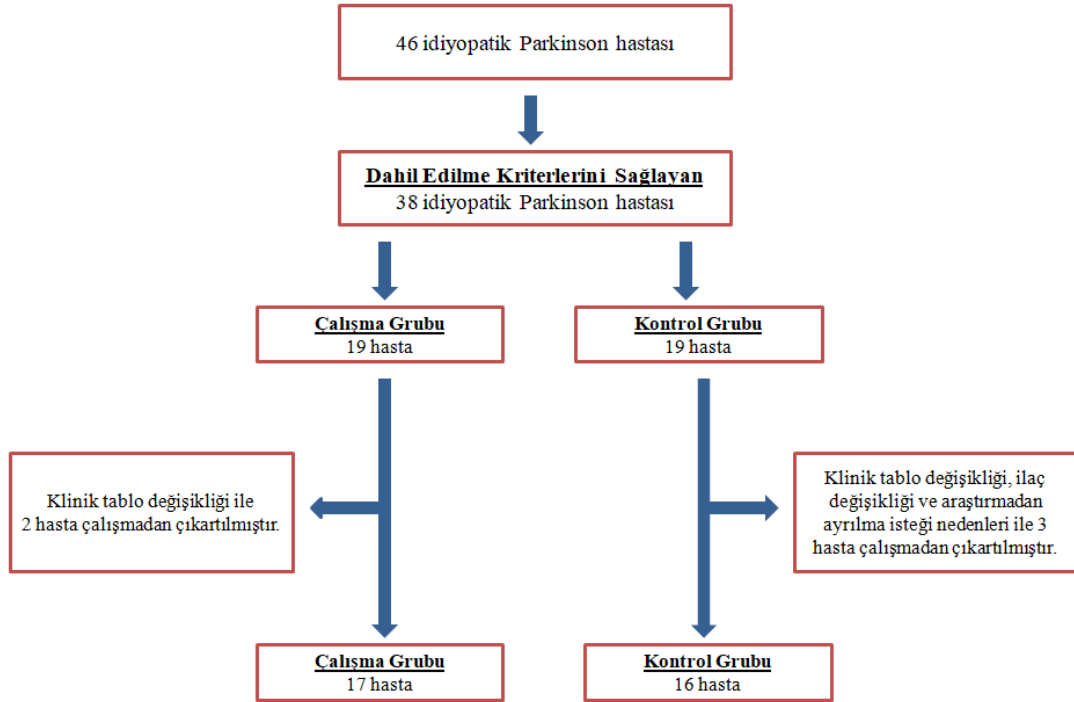 46 idiyopatik Parkinson hastası
Dahil Edilme Kriterlerini Sağlayan
38 idiyopatik Parkinson hastası
Çalışma Grubu
19 hasta
Kontrol Grubu
19 hasta
Klinik tablo değişikliği ile
2 hasta çalışmadan çıkartılmıştır.
Klinik tablo değişikliği, ilaç
değişikliği ve araştırmadan
ayrılma isteği nedenleri ile 3
hasta çalışmadan çıkartılmıştır.
Çalışma Grubu
17 hasta
Kontrol Grubu
16 hasta